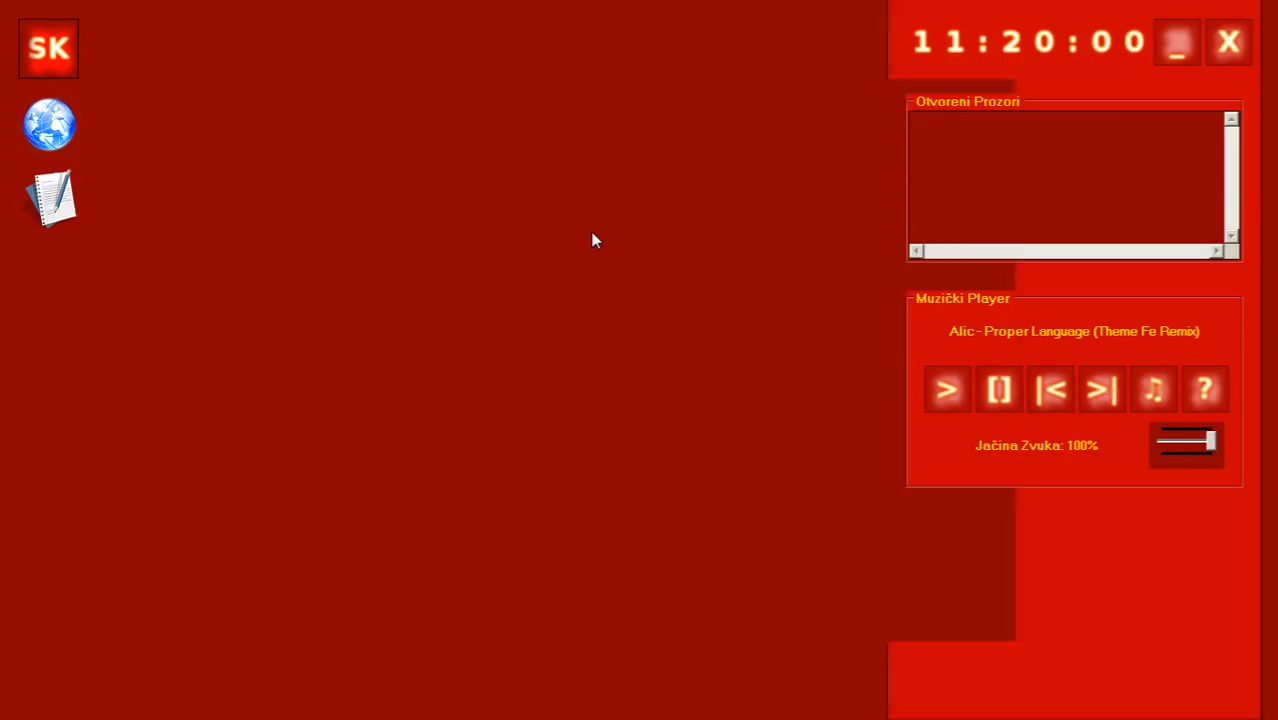 SK
11:20:00 _ X
Otvoreni Prozori
Muzički Player
Alic - Proper Language (Theme Fe Remix)
> [] |< >| ♫ ?
Jačina Zvuka: 100%